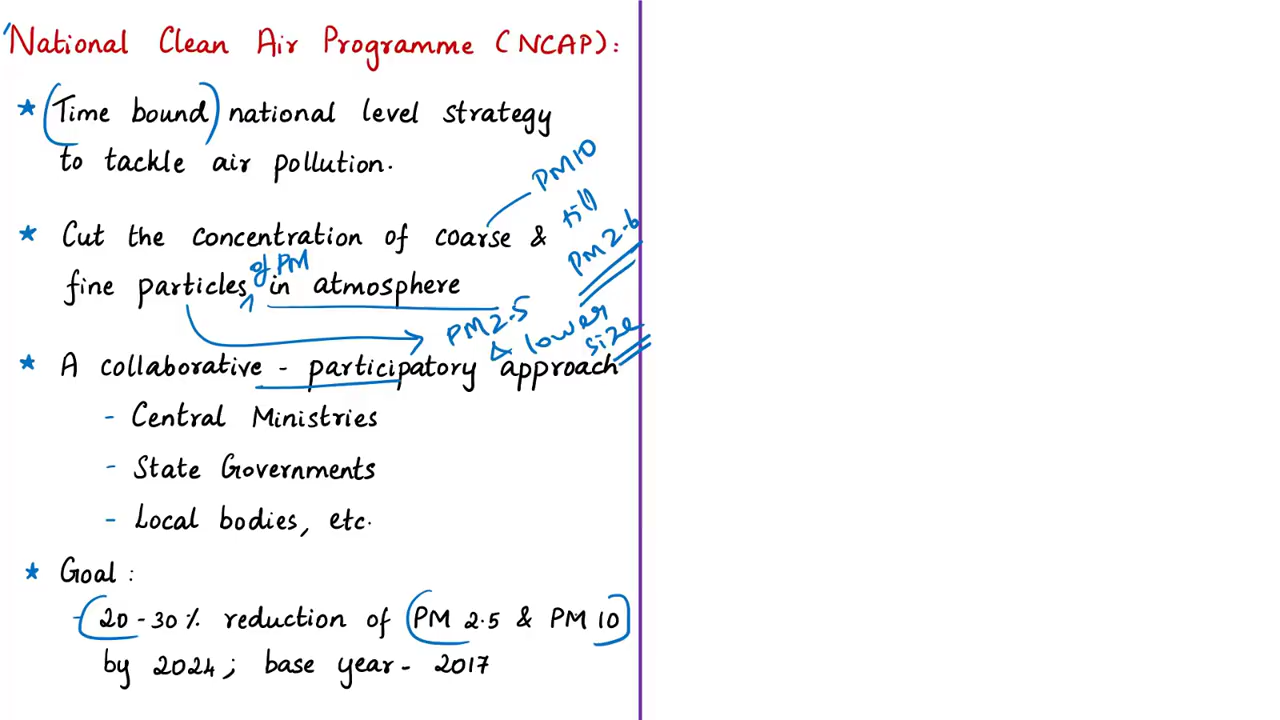 National Clean Air Programme (NCAP):
* (Time bound) national level strategy
to tackle air pollution.
PM10
till
PM2.6
* Cut the concentration of coarse &
of PM
fine particles in atmosphere
PM2.5
& lower
size
* A collaborative - participatory approach
- Central Ministries
- State Governments
- Local bodies, etc.
* Goal :
- 20 - 30% reduction of (PM 2.5 & PM 10)
by 2024; base year - 2017